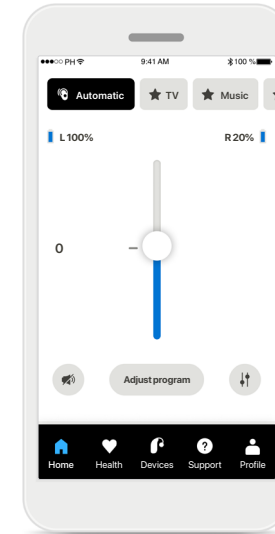 PH 9:41 AM 100 %
Automatic TV Music
L 100% R 20%
0
Adjust program
Home Health Devices Support Profile